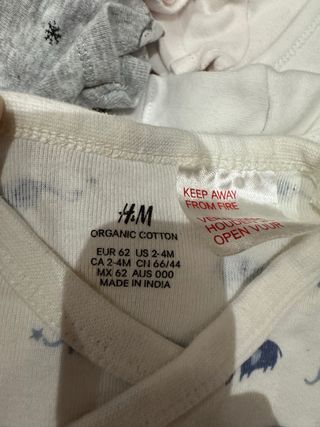 H&M
ORGANIC COTTON
EUR 62 US 2-4M
CA 2-4M CN 66/44
MX 62 AUS 000
MADE IN INDIA
KEEP AWAY
FROM FIRE
OPEN VUUR